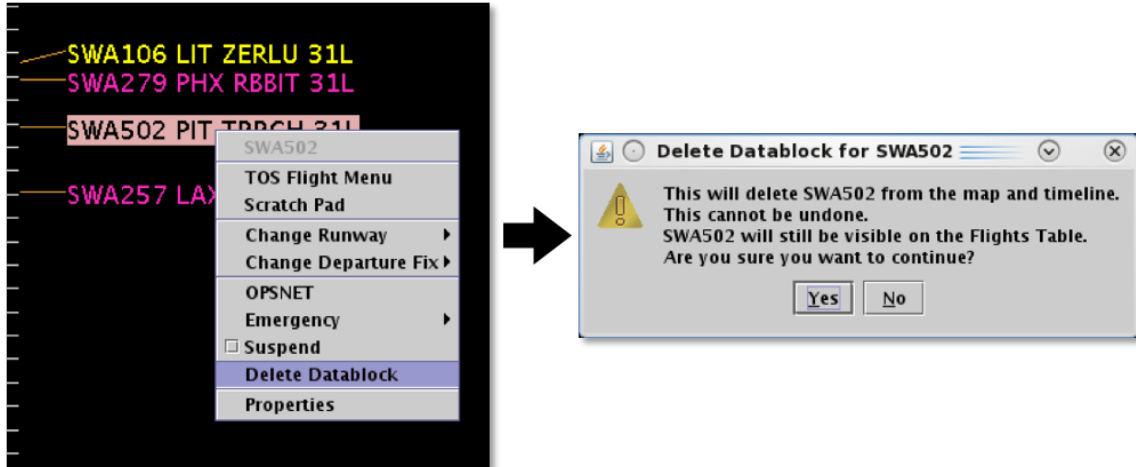 SWA106 LIT ZERLU 31L
SWA279 PHX RBBIT 31L
SWA502 PIT TRRCH 31L
SWA257 LAX
SWA502
TOS Flight Menu
Scratch Pad
Change Runway
Change Departure Fix
OPSNET
Emergency
Suspend
Delete Datablock
Properties
Delete Datablock for SWA502
This will delete SWA502 from the map and timeline.
This cannot be undone.
SWA502 will still be visible on the Flights Table.
Are you sure you want to continue?
Yes No